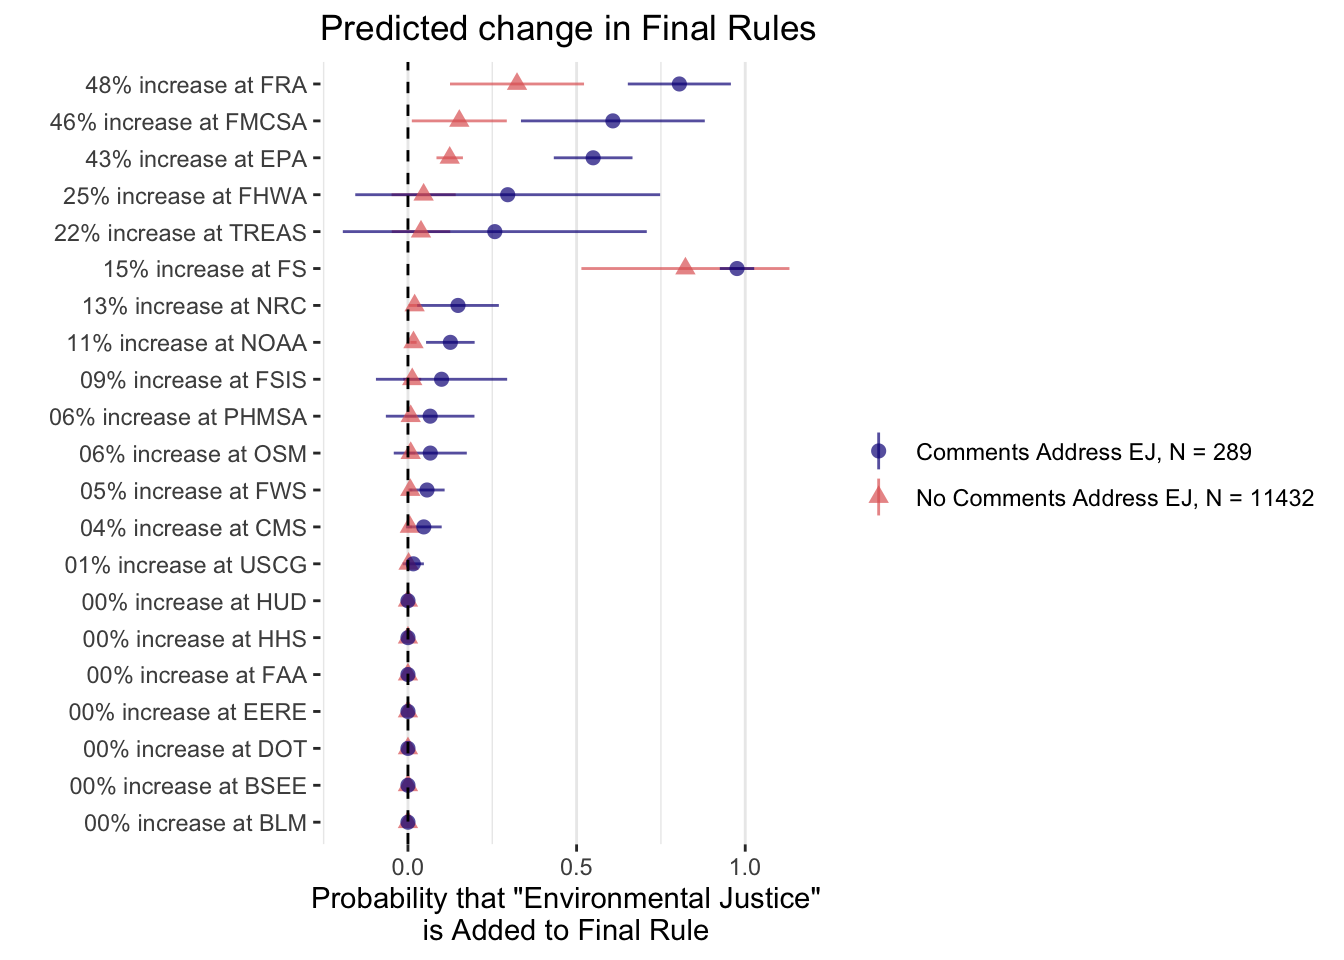 Predicted change in Final Rules
48% increase at FRA
46% increase at FMCSA
43% increase at EPA
25% increase at FHWA
22% increase at TREAS
15% increase at FS
13% increase at NRC
11% increase at NOAA
09% increase at FSIS
06% increase at PHMSA
06% increase at OSM
05% increase at FWS
04% increase at CMS
01% increase at USCG
00% increase at HUD
00% increase at HHS
00% increase at FAA
00% increase at EERE
00% increase at DOT
00% increase at BSEE
00% increase at BLM
0.0 0.5 1.0
Probability that "Environmental Justice"
is Added to Final Rule
Comments Address EJ, N = 289
No Comments Address EJ, N = 11432